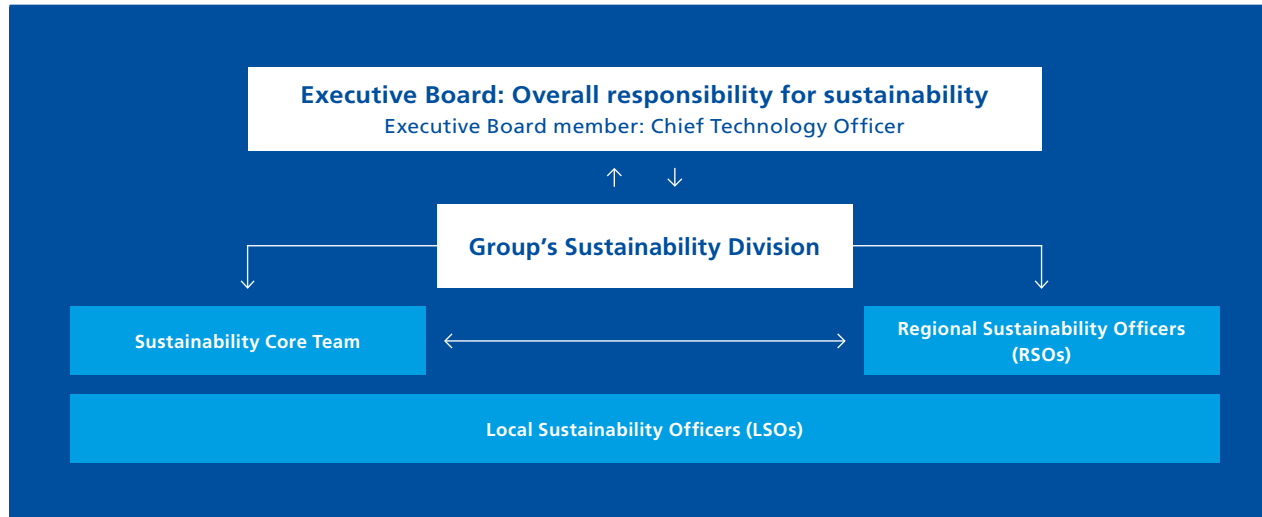 Executive Board: Overall responsibility for sustainability
Executive Board member: Chief Technology Officer
Group’s Sustainability Division
Sustainability Core Team
Regional Sustainability Officers
(RSOs)
Local Sustainability Officers (LSOs)